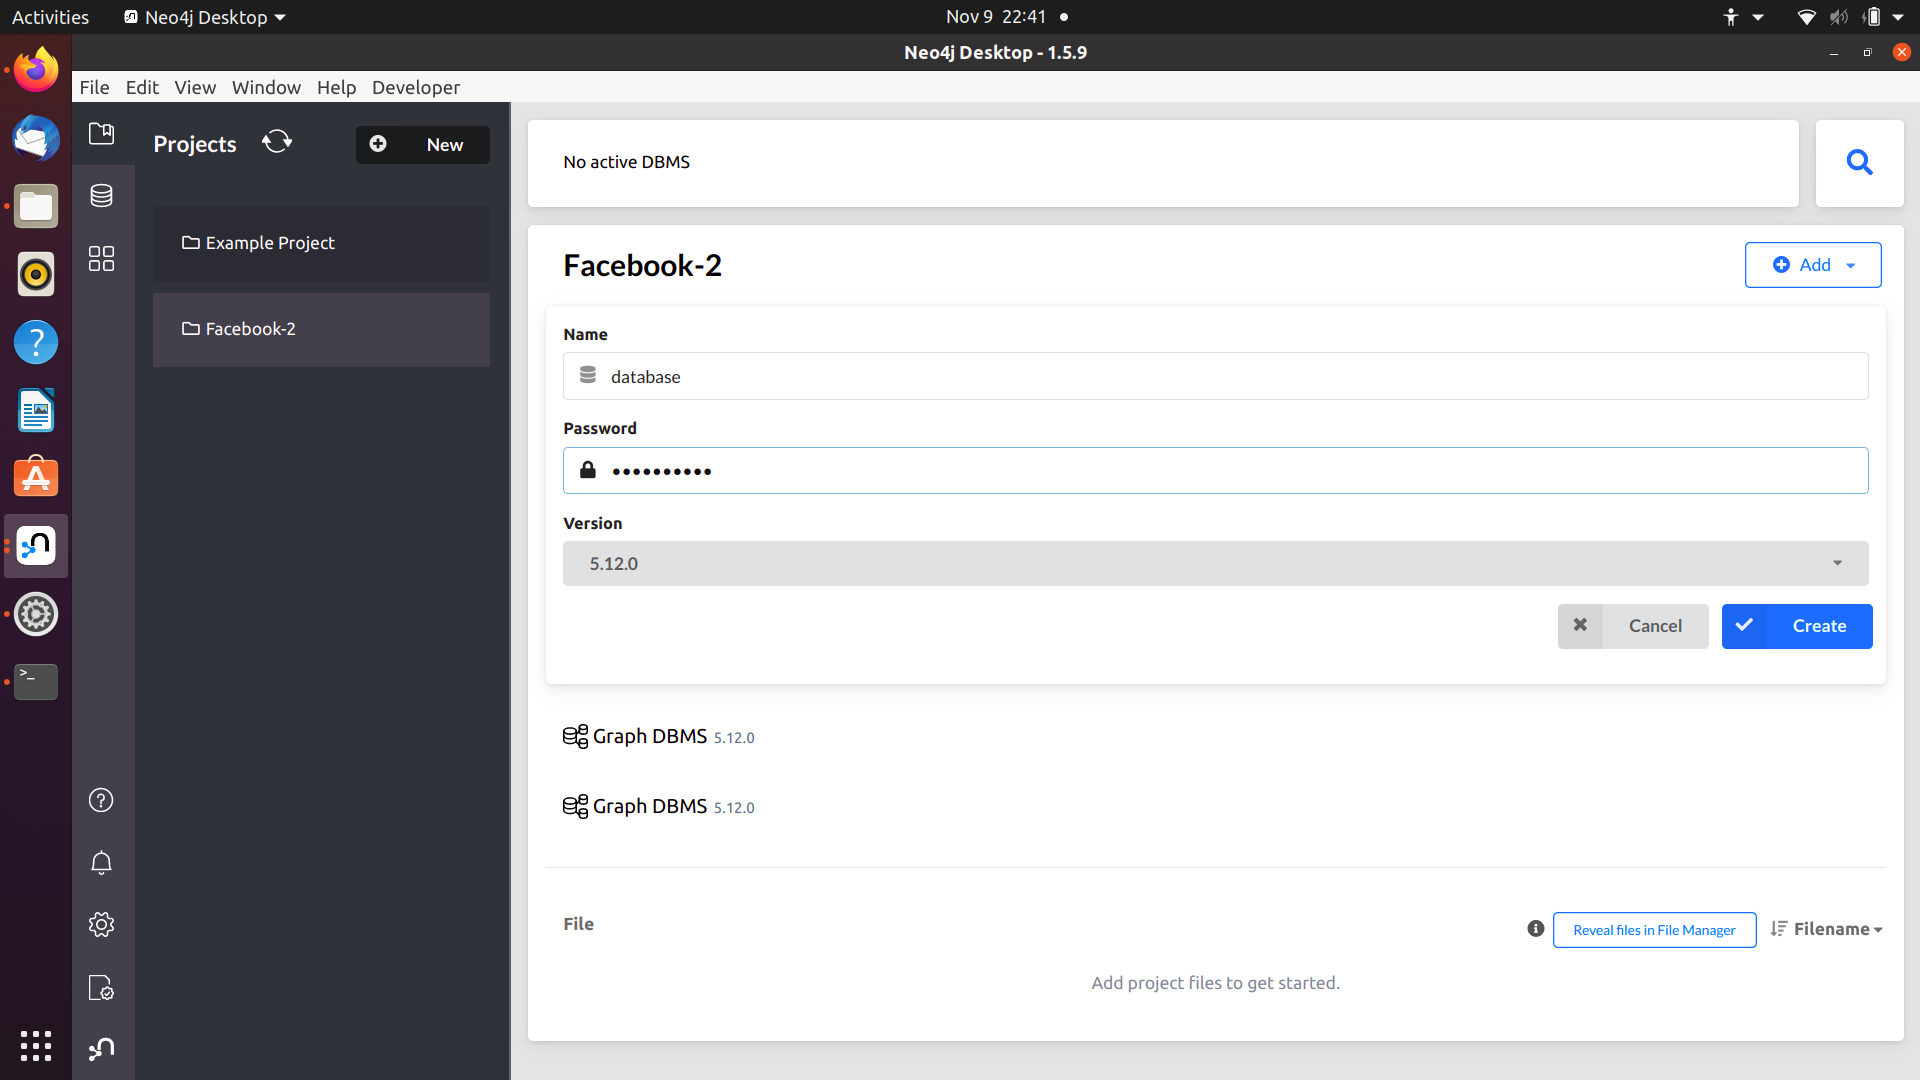 Activities Neo4j Desktop Nov 9 22:41
Neo4j Desktop - 1.5.9
File Edit View Window Help Developer
Projects New
Example Project
Facebook-2
No active DBMS
Facebook-2 Add
Name
database
Password
••••••••••
Version
5.12.0
Cancel Create
Graph DBMS 5.12.0
Graph DBMS 5.12.0
File Reveal files in File Manager Filename
Add project files to get started.